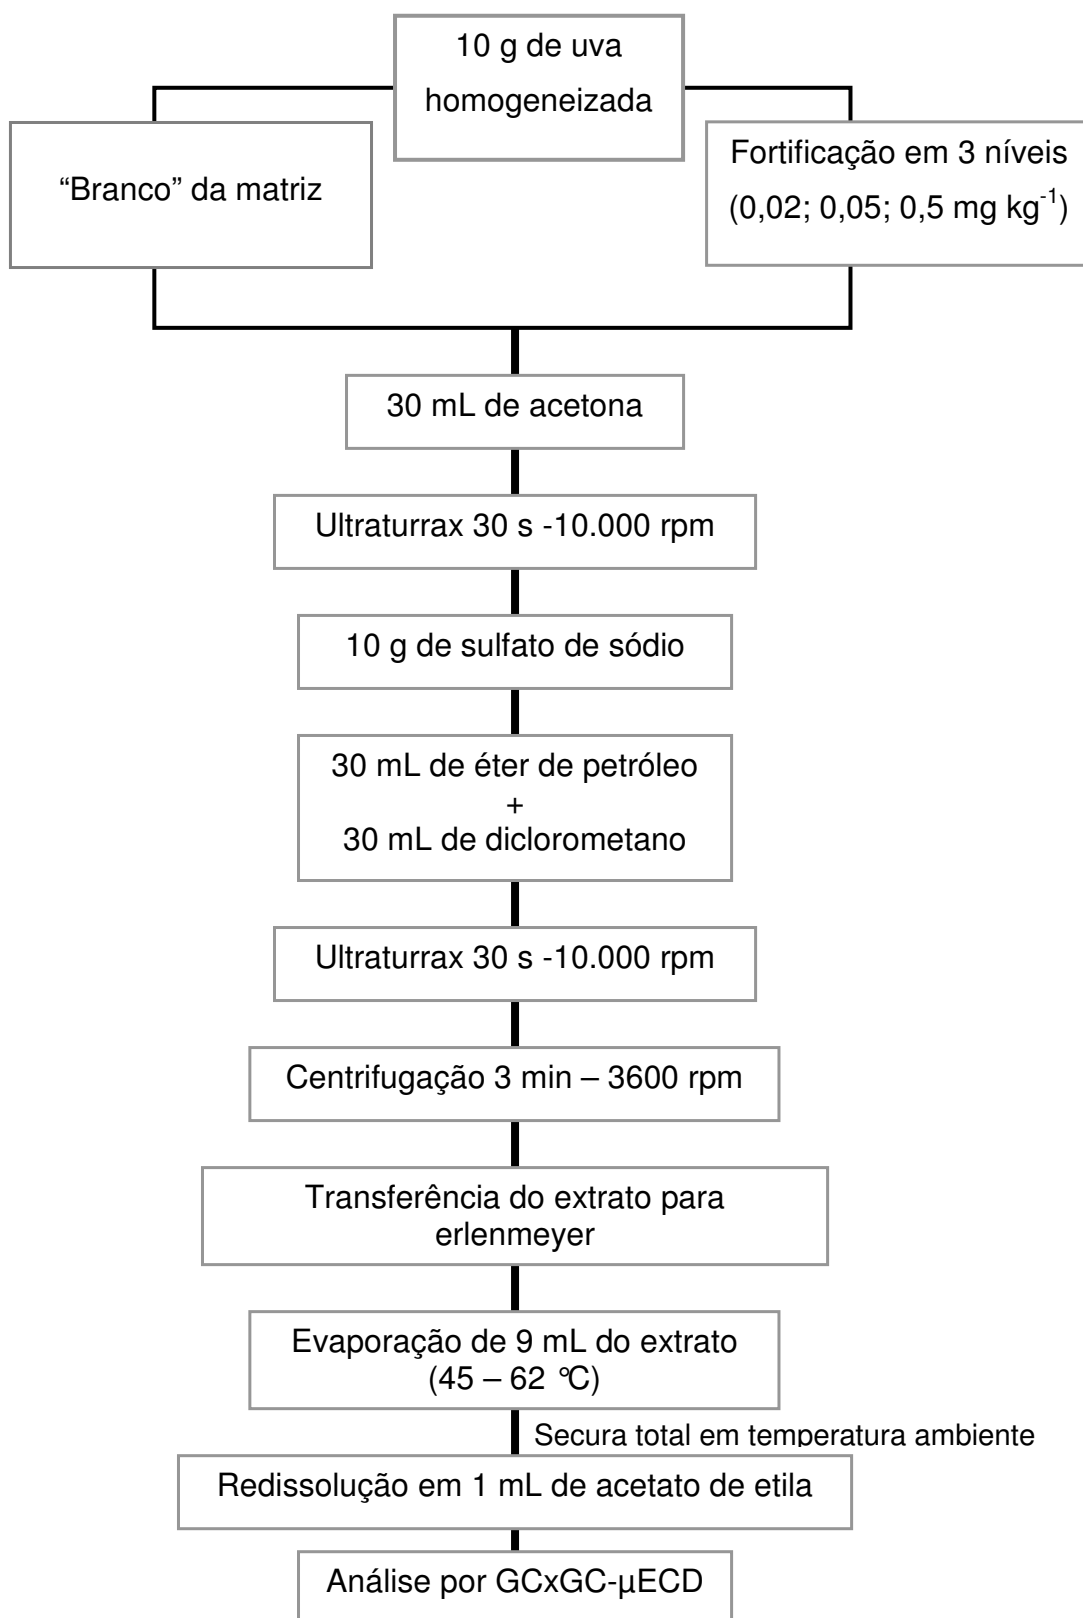 10 g de uva
homogeneizada
“Branco” da matriz
Fortificação em 3 níveis
(0,02; 0,05; 0,5 mg kg⁻¹)
30 mL de acetona
Ultraturrax 30 s -10.000 rpm
10 g de sulfato de sódio
30 mL de éter de petróleo
+
30 mL de diclorometano
Ultraturrax 30 s -10.000 rpm
Centrifugação 3 min – 3600 rpm
Transferência do extrato para
erlenmeyer
Evaporação de 9 mL do extrato
(45 – 62 °C)
Secura total em temperatura ambiente
Redissolução em 1 mL de acetato de etila
Análise por GCxGC-µECD